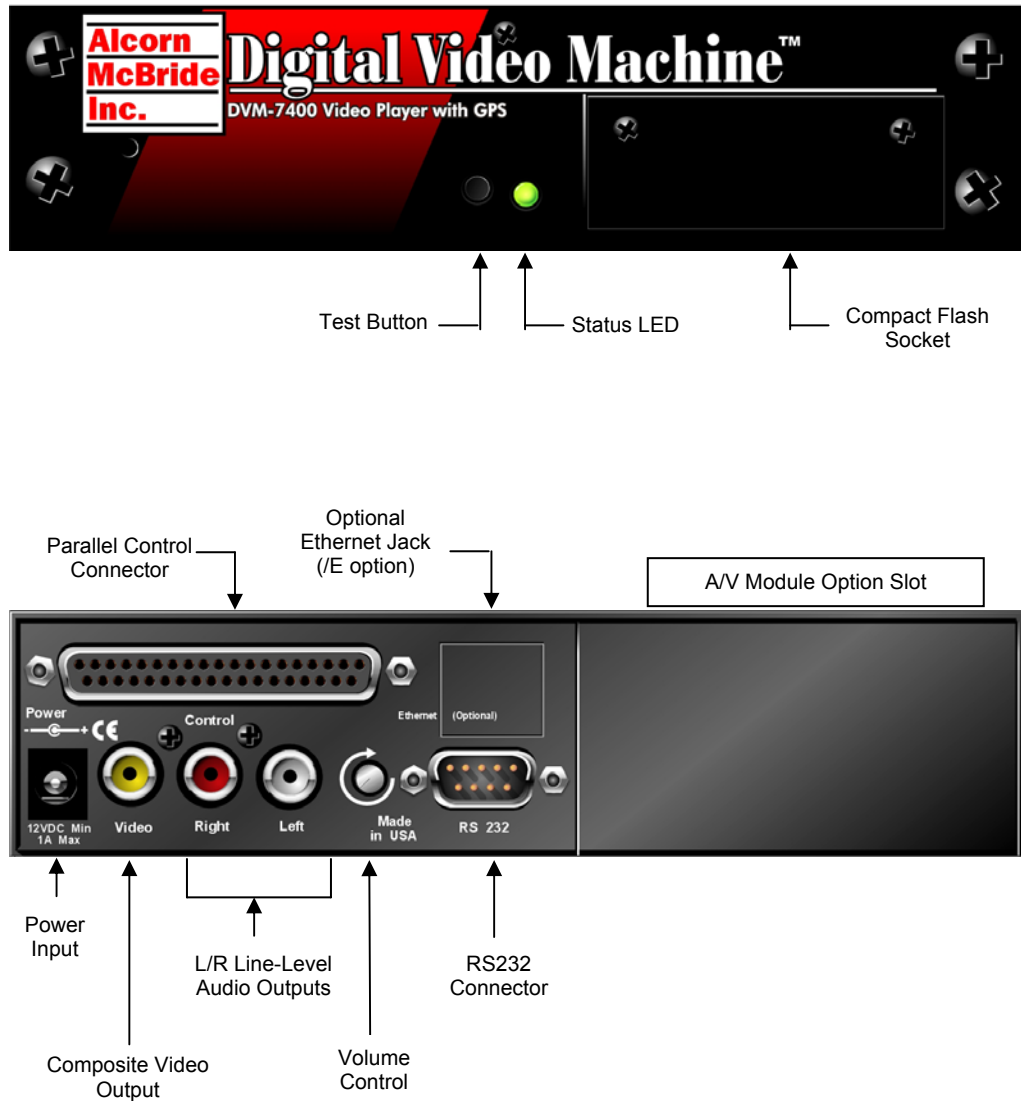 Alcorn
McBride
Inc.
Digital Video Machine™
DVM-7400 Video Player with GPS
Test Button
Status LED
Compact Flash
Socket
Parallel Control
Connector
Optional
Ethernet Jack
(/E option)
A/V Module Option Slot
Power
- + CE
Control
Ethernet (Optional)
12VDC Min
1A Max
Video
Right
Left
Made
in USA
RS 232
Power
Input
L/R Line-Level
Audio Outputs
RS232
Connector
Composite Video
Output
Volume
Control